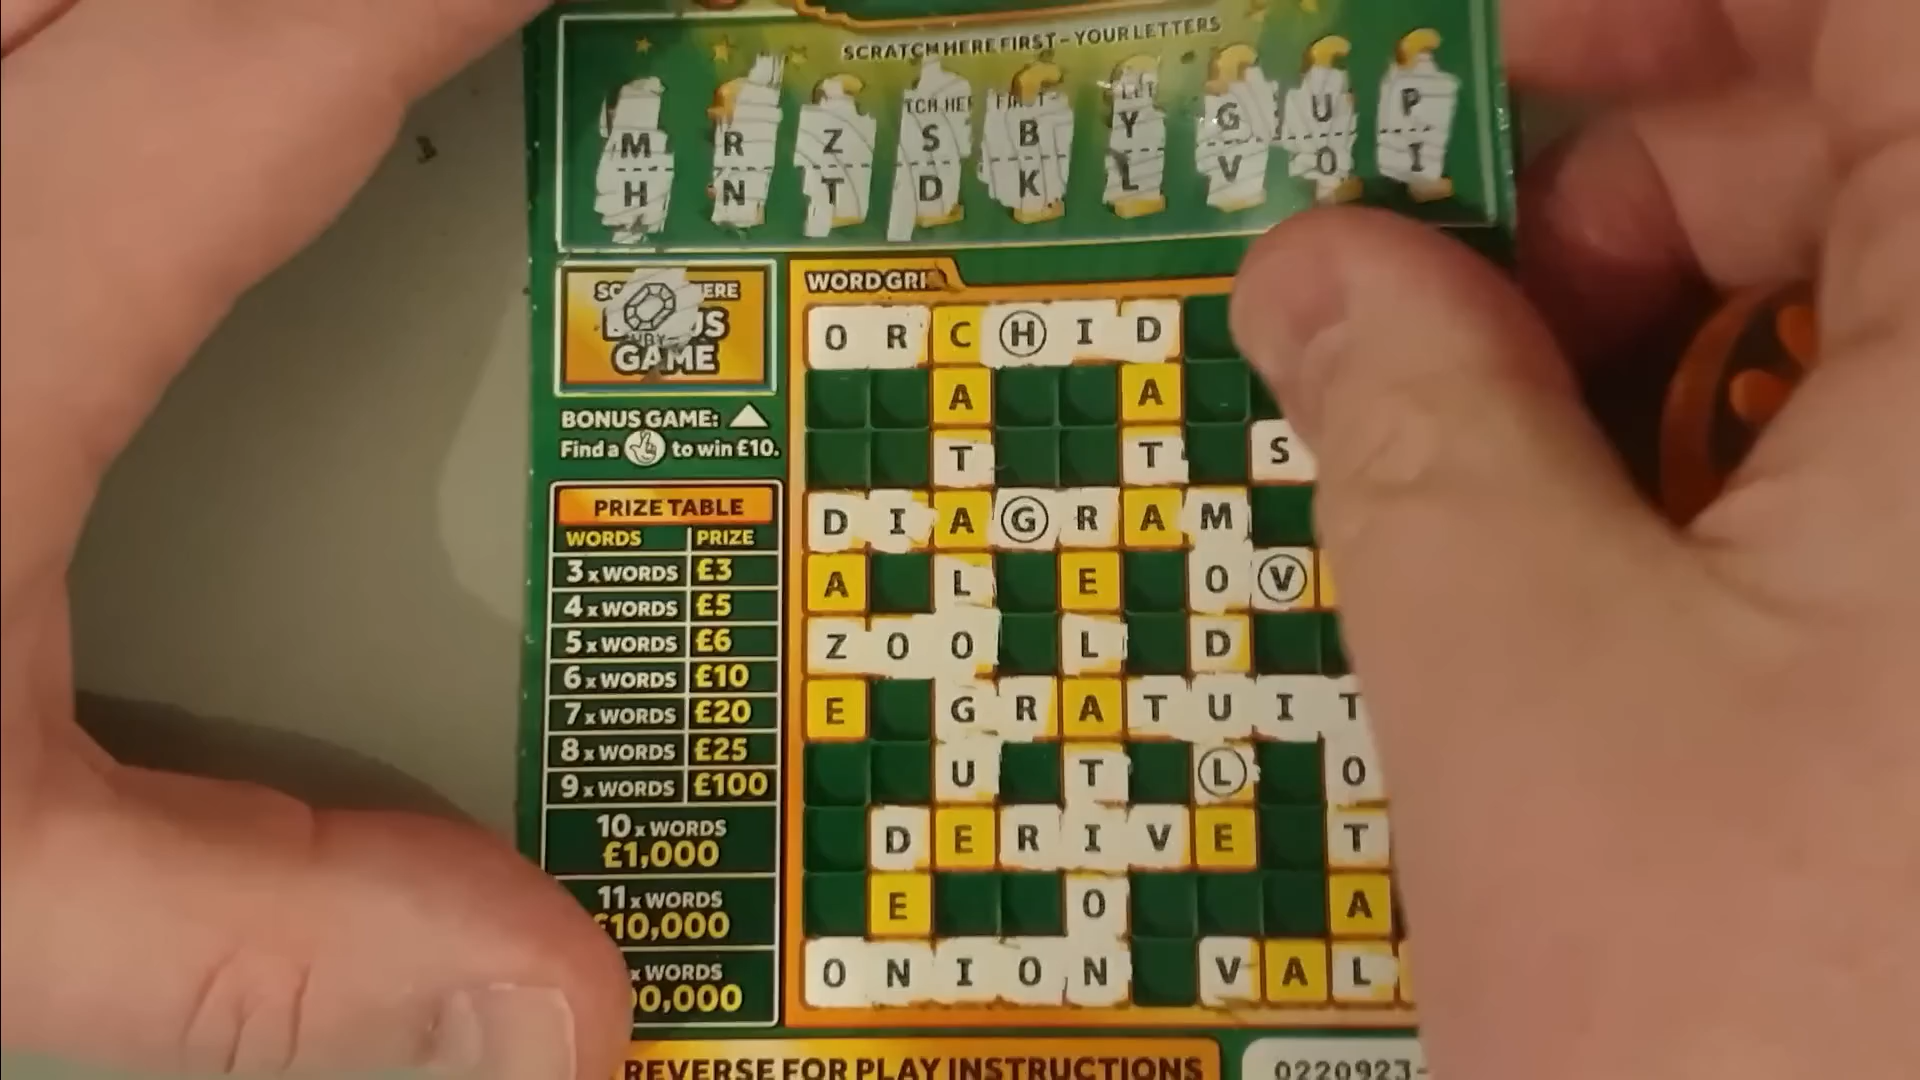 SCRATCH HERE FIRST – YOUR LETTERS
M R Z S B Y G U P
H N T D K L V O I
WORD GRI
GAME
BONUS GAME:
Find a to win £10.
PRIZE TABLE
WORDS PRIZE
3 x WORDS £3
4 x WORDS £5
5 x WORDS £6
6 x WORDS £10
7 x WORDS £20
8 x WORDS £25
9 x WORDS £100
10 x WORDS
£1,000
11 x WORDS
£10,000
x WORDS
00,000
O R C H I D
A A
T T S
D I A G R A M
A L E O V
Z O O L D
E G R A T U I T
U T L O
D E R I V E T
E O A
O N I O N V A L
REVERSE FOR PLAY INSTRUCTIONS
0220923-